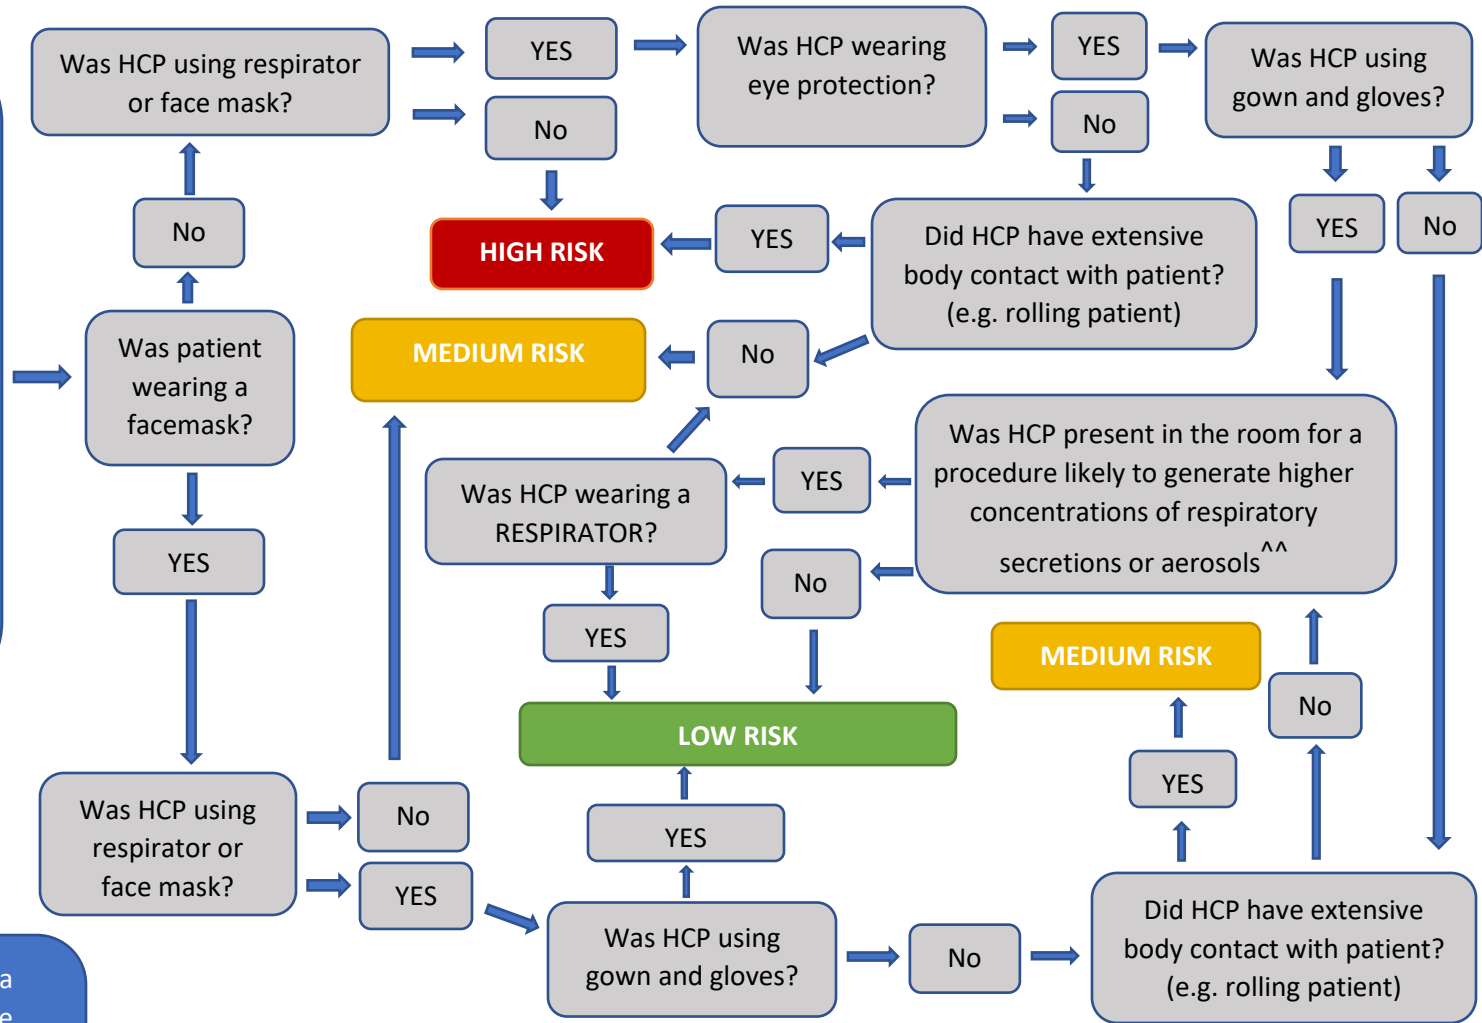 Was HCP using respirator
or face mask?
YES
No
Was HCP wearing
eye protection?
YES
No
Was HCP using
gown and gloves?
YES
No
No
HIGH RISK
YES
Did HCP have extensive
body contact with patient?
(e.g. rolling patient)
Was patient
wearing a
facemask?
MEDIUM RISK
No
Was HCP present in the room for a
procedure likely to generate higher
concentrations of respiratory
secretions or aerosols^^
YES
No
Was HCP wearing a
RESPIRATOR?
YES
YES
MEDIUM RISK
No
LOW RISK
YES
Was HCP using
respirator or
face mask?
No
YES
YES
Was HCP using
gown and gloves?
No
Did HCP have extensive
body contact with patient?
(e.g. rolling patient)
a
e